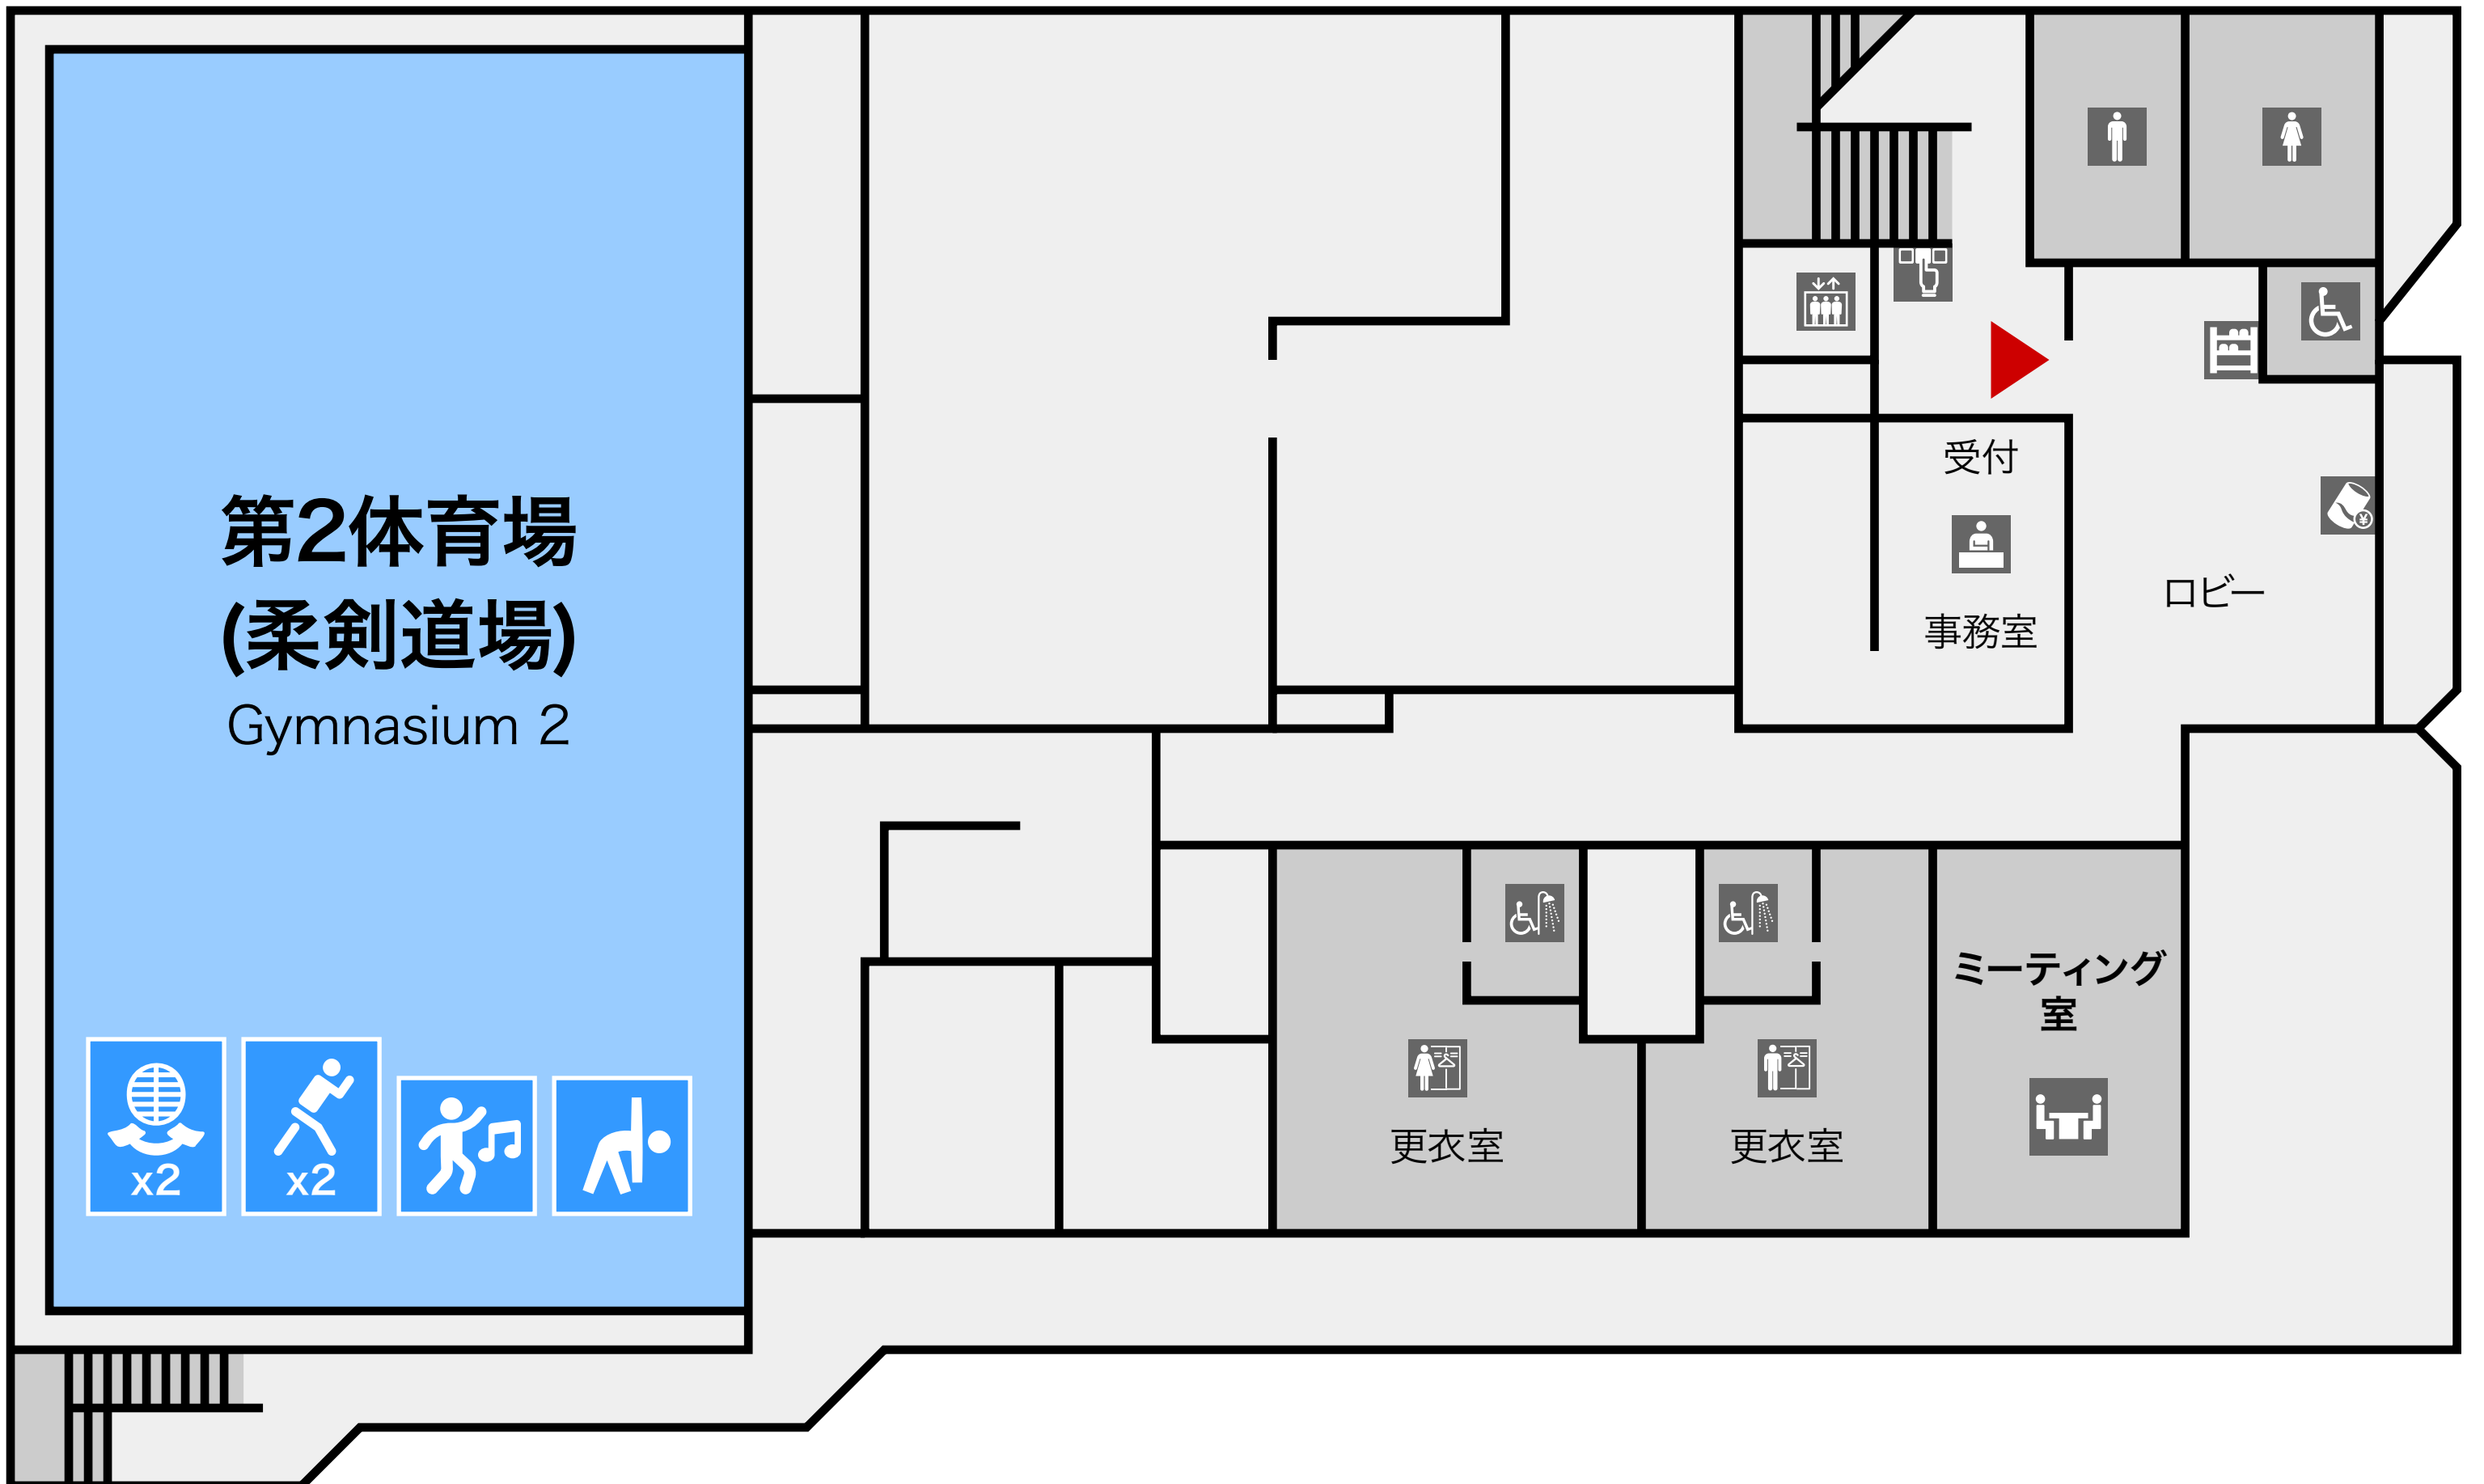 第2体育場
(柔剣道場)
Gymnasium 2
x2
x2
受付
事務室
ロビー
¥
更衣室
更衣室
ミーティング
室